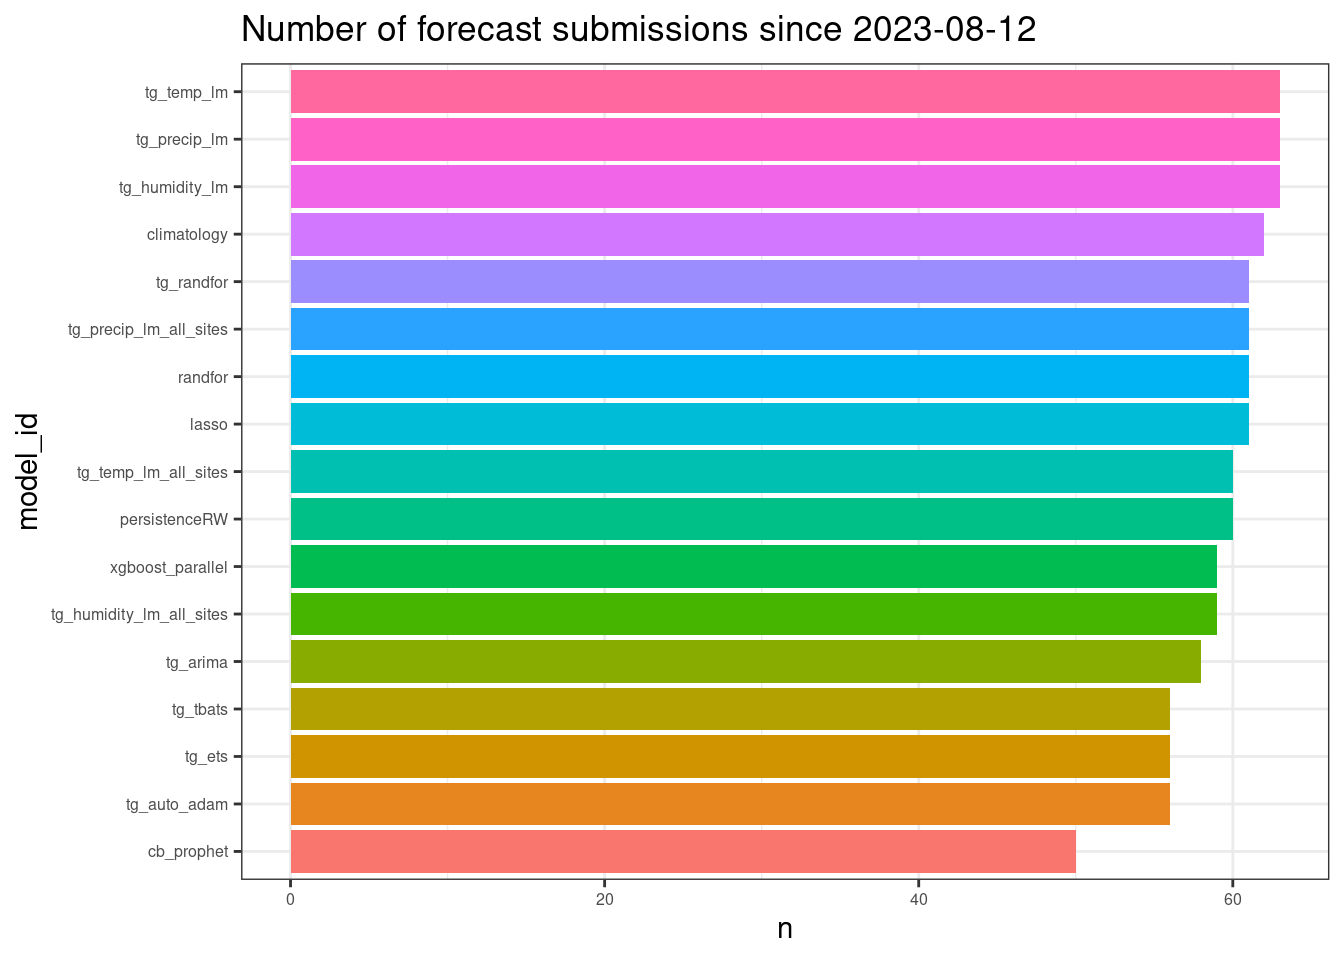 Number of forecast submissions since 2023-08-12
tg_temp_lm
tg_precip_lm
tg_humidity_lm
climatology
tg_randfor
tg_precip_lm_all_sites
randfor
lasso
tg_temp_lm_all_sites
persistenceRW
xgboost_parallel
tg_humidity_lm_all_sites
tg_arima
tg_tbats
tg_ets
tg_auto_adam
cb_prophet
model_id
0 20 40 60
n